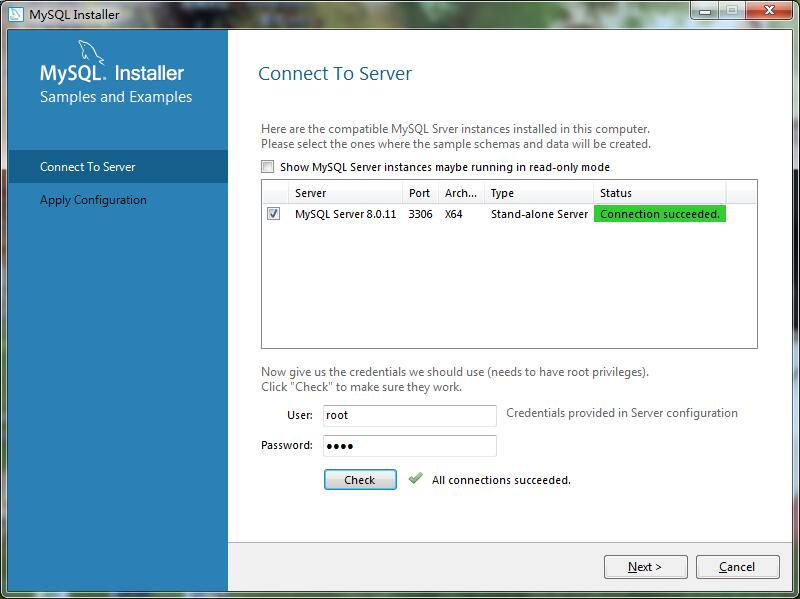 MySQL Installer
MySQL. Installer
Samples and Examples
Connect To Server
Apply Configuration
Connect To Server
Here are the compatible MySQL Srver instances installed in this computer.
Please select the ones where the sample schemas and data will be created.
Show MySQL Server instances maybe running in read-only mode
Server Port Arch... Type Status
MySQL Server 8.0.11 3306 X64 Stand-alone Server Connection succeeded.
Now give us the credentials we should use (needs to have root privileges).
Click "Check" to make sure they work.
User: root Credentials provided in Server configuration
Password: ●●●●
Check All connections succeeded.
Next > Cancel